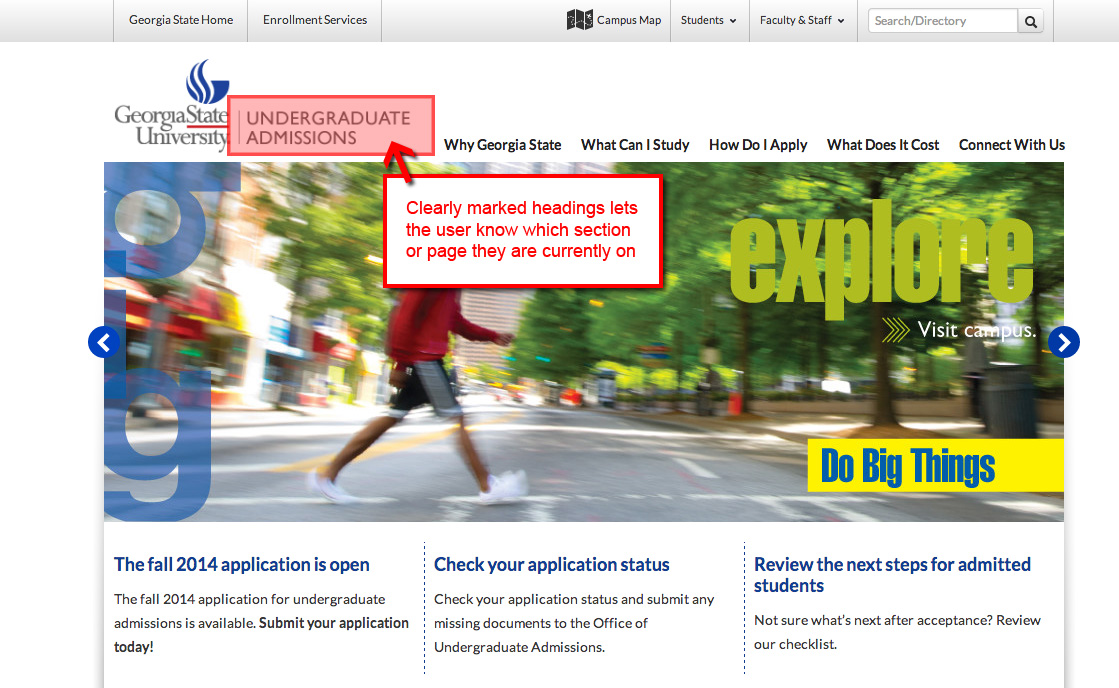 Georgia State Home
Enrollment Services
Campus Map
Students
Faculty & Staff
Search/Directory
GeorgiaState
University
UNDERGRADUATE
ADMISSIONS
Why Georgia State
What Can I Study
How Do I Apply
What Does It Cost
Connect With Us
Clearly marked headings lets
the user know which section
or page they are currently on
g
g
explore
Visit campus.
Do Big Things
The fall 2014 application is open
The fall 2014 application for undergraduate
admissions is available. Submit your application
today!
Check your application status
Check your application status and submit any
missing documents to the Office of
Undergraduate Admissions.
Review the next steps for admitted
students
Not sure what's next after acceptance? Review
our checklist.